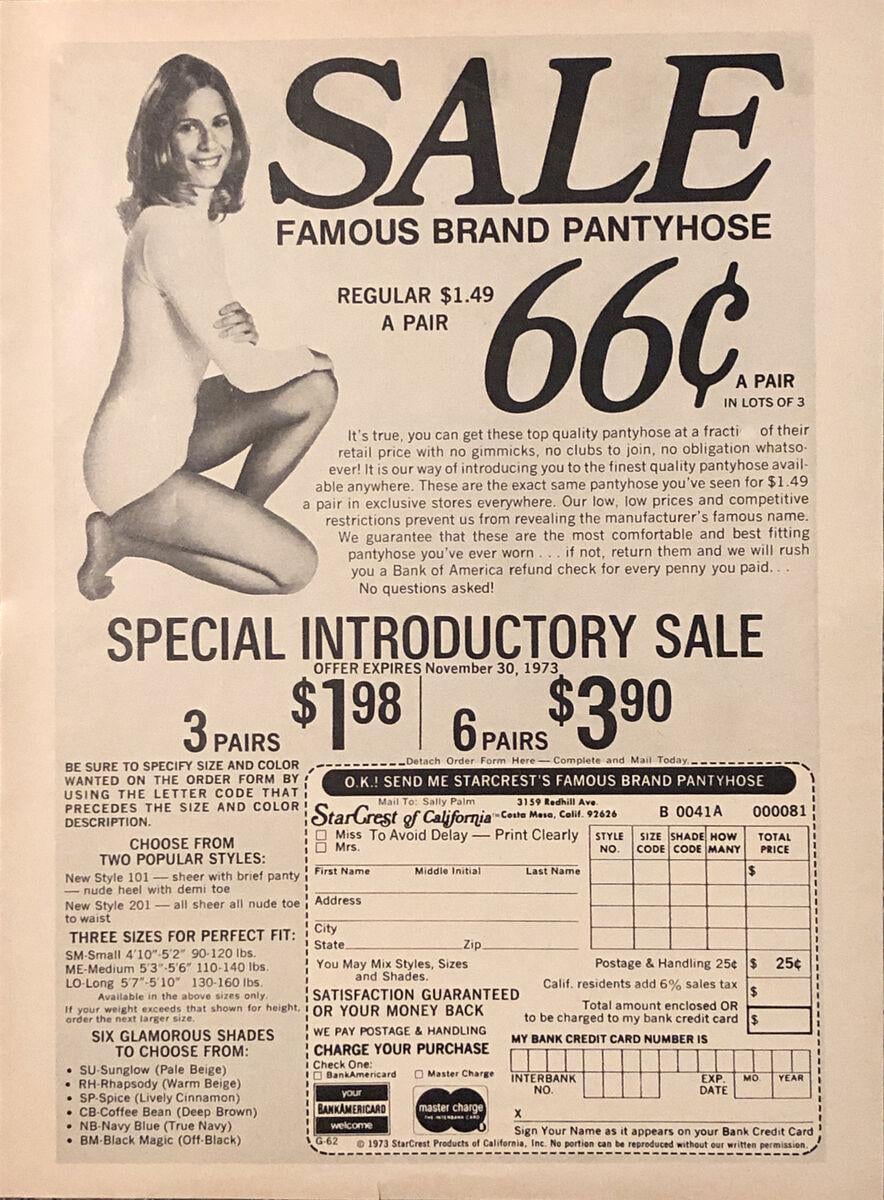 SALE
FAMOUS BRAND PANTYHOSE
REGULAR $1.49
A PAIR
66¢
A PAIR
IN LOTS OF 3
It's true, you can get these top quality pantyhose at a fracti of their
retail price with no gimmicks, no clubs to join, no obligation whatso-
ever! It is our way of introducing you to the finest quality pantyhose avail-
able anywhere. These are the exact same pantyhose you've seen for $1.49
a pair in exclusive stores everywhere. Our low, low prices and competitive
restrictions prevent us from revealing the manufacturer's famous name.
We guarantee that these are the most comfortable and best fitting
pantyhose you've ever worn . . . if not, return them and we will rush
you a Bank of America refund check for every penny you paid. . .
No questions asked!
SPECIAL INTRODUCTORY SALE
OFFER EXPIRES November 30, 1973
3 PAIRS $1 98 6 PAIRS $3 90
BE SURE TO SPECIFY SIZE AND COLOR
WANTED ON THE ORDER FORM BY
USING THE LETTER CODE THAT
PRECEDES THE SIZE AND COLOR
DESCRIPTION.
CHOOSE FROM
TWO POPULAR STYLES:
New Style 101 — sheer with brief panty
— nude heel with demi toe
New Style 201 — all sheer all nude toe
to waist
THREE SIZES FOR PERFECT FIT:
SM-Small 4'10"-5'2" 90-120 lbs.
ME-Medium 5'3"-5'6" 110-140 lbs.
LO-Long 5'7"-5'10" 130-160 lbs.
Available in the above sizes only.
If your weight exceeds that shown for height,
order the next larger size.
SIX GLAMOROUS SHADES
TO CHOOSE FROM:
• SU-Sunglow (Pale Beige)
• RH-Rhapsody (Warm Beige)
• SP-Spice (Lively Cinnamon)
• CB-Coffee Bean (Deep Brown)
• NB-Navy Blue (True Navy)
• BM-Black Magic (Off-Black)
Detach Order Form Here — Complete and Mail Today.
O.K.! SEND ME STARCREST'S FAMOUS BRAND PANTYHOSE
Mail To: Sally Palm 3159 Redhill Ave.
StarCrest of California™ Costa Mesa, Calif. 92626 B 0041A 000081
Miss To Avoid Delay — Print Clearly
Mrs.
First Name Middle Initial Last Name
Address
City
State Zip
STYLE NO. SIZE CODE SHADE CODE HOW MANY TOTAL PRICE
$
You May Mix Styles, Sizes
and Shades.
SATISFACTION GUARANTEED
OR YOUR MONEY BACK
WE PAY POSTAGE & HANDLING
Postage & Handling 25¢ $ 25¢
Calif. residents add 6% sales tax $
Total amount enclosed OR
to be charged to my bank credit card $
CHARGE YOUR PURCHASE
Check One:
BankAmericard Master Charge
your
BANKAMERICARD
welcome
master charge
THE INTERBANK CARD
MY BANK CREDIT CARD NUMBER IS
INTERBANK
NO.
EXP.
DATE
MO. YEAR
X
Sign Your Name as it appears on your Bank Credit Card
G-62 © 1973 StarCrest Products of California, Inc. No portion can be reproduced without our written permission.